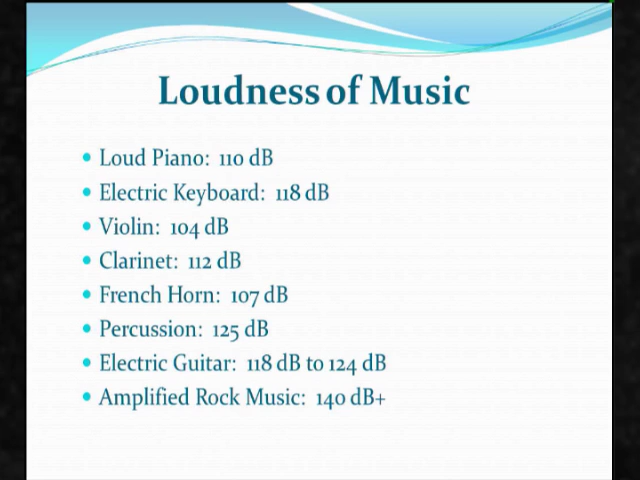 Loudness of Music
• Loud Piano: 110 dB
• Electric Keyboard: 118 dB
• Violin: 104 dB
• Clarinet: 112 dB
• French Horn: 107 dB
• Percussion: 125 dB
• Electric Guitar: 118 dB to 124 dB
• Amplified Rock Music: 140 dB+